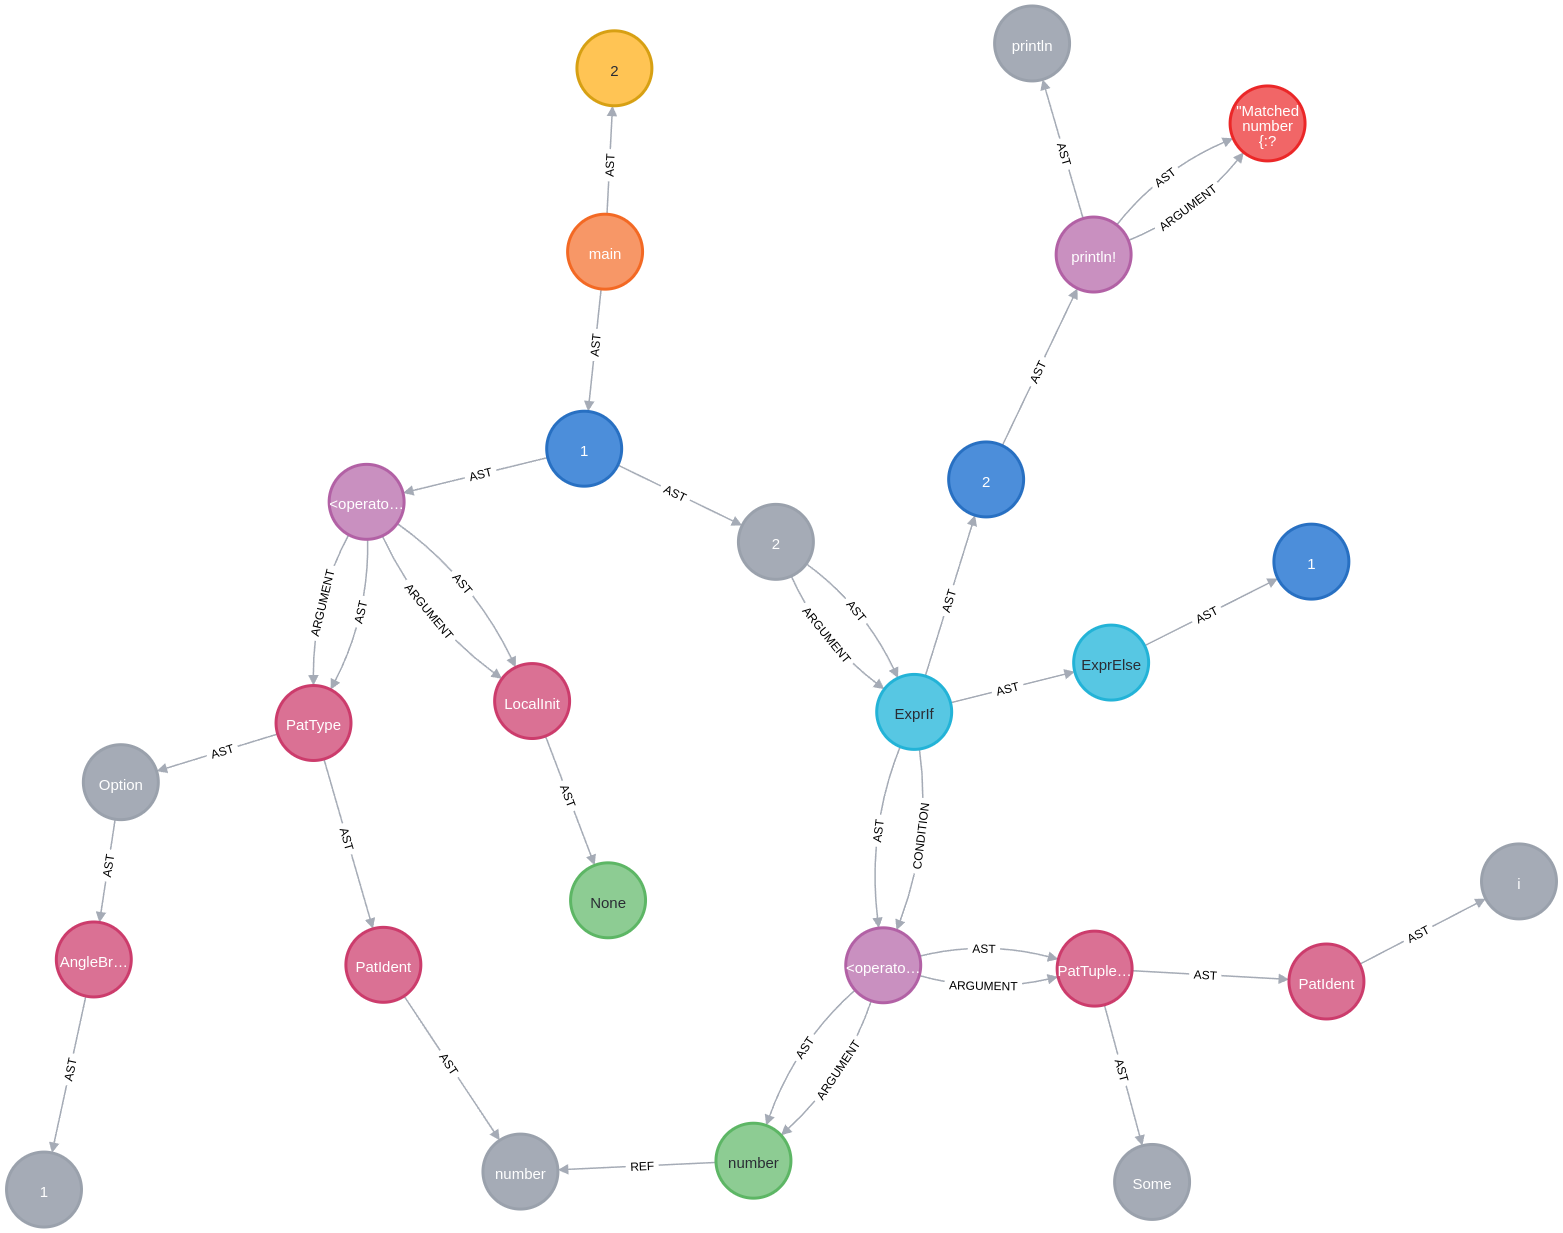 println
2
"Matched
number
{:?
AST
AST
AST
ARGUMENT
main
println!
AST
AST
1
AST
AST
2
<operato…
2
1
ARGUMENT
AST
ARGUMENT
AST
ARGUMENT
AST
AST
AST
ExprElse
AST
LocalInit
ExprIf
PatType
AST
Option
AST
AST
AST
CONDITION
AST
i
None
AST
AngleBr…
PatIdent
<operato…
AST
ARGUMENT
PatTuple…
AST
PatIdent
AST
AST
AST
AST
ARGUMENT
AST
number
REF
number
Some
1